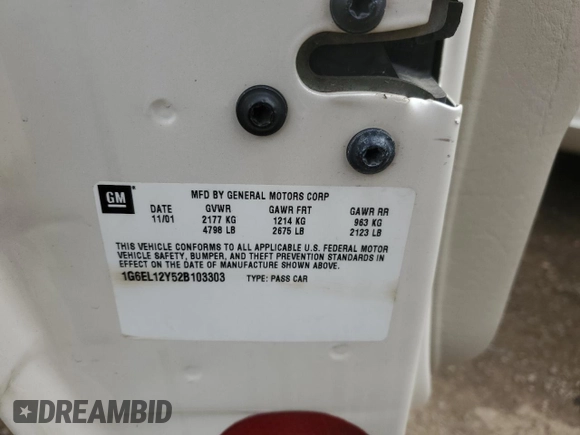 GM
MFD BY GENERAL MOTORS CORP
DATE GVWR GAWR FRT GAWR RR
11/01 2177 KG 1214 KG 963 KG
4798 LB 2675 LB 2123 LB
THIS VEHICLE CONFORMS TO ALL APPLICABLE U.S. FEDERAL MOTOR
VEHICLE SAFETY, BUMPER, AND THEFT PREVENTION STANDARDS IN
EFFECT ON THE DATE OF MANUFACTURE SHOWN ABOVE.
1G6EL12Y52B103303 TYPE: PASS CAR
DREAMBID